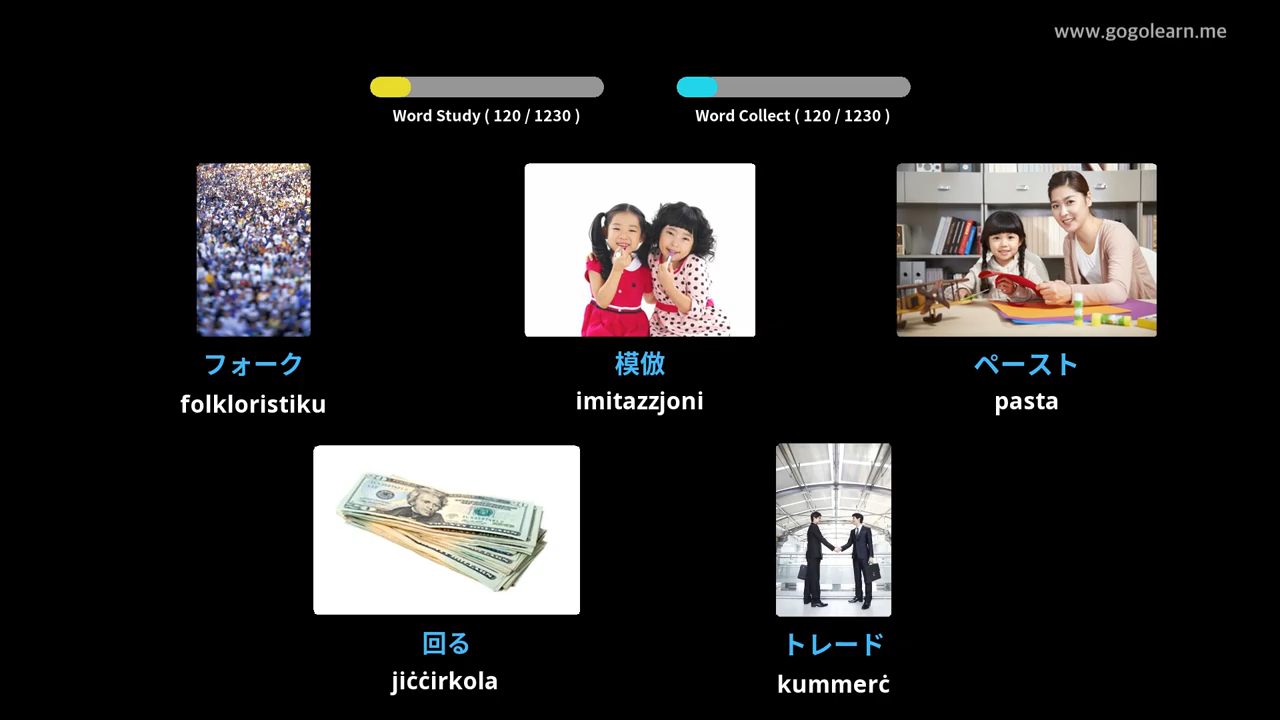 www.gogolearn.me
Word Study ( 120 / 1230 )
Word Collect ( 120 / 1230 )
フォーク
folkloristiku
模倣
imitazzjoni
ペースト
pasta
回る
jiċċirkola
トレード
kummerċ